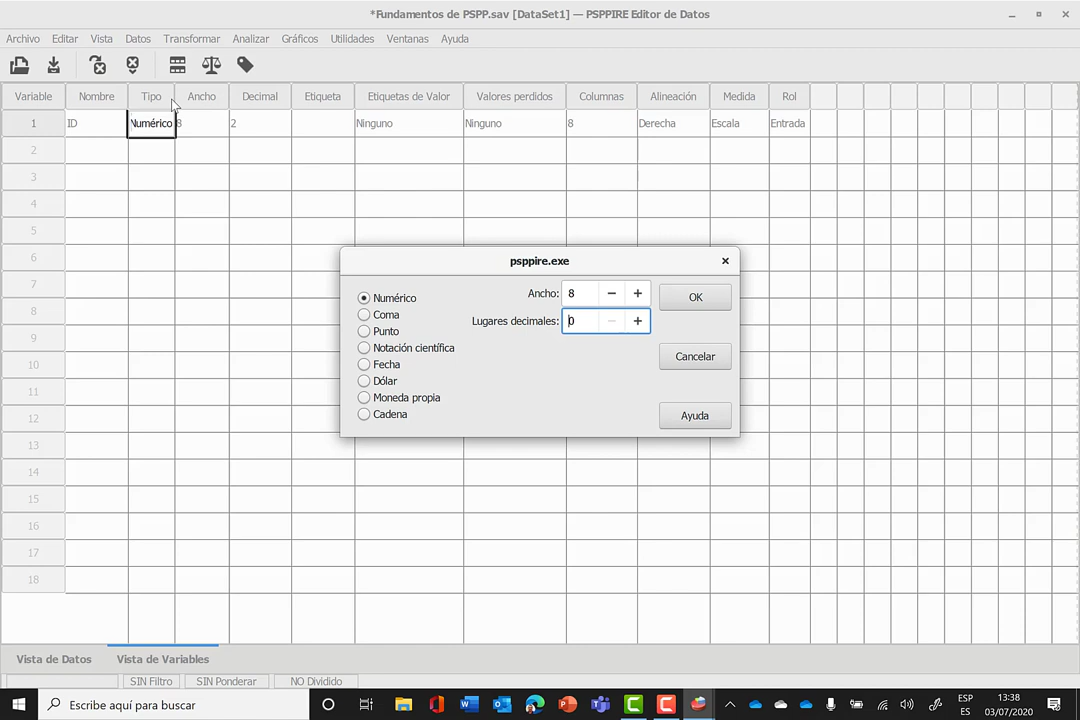 *Fundamentos de PSPP.sav [DataSet1] — PSPPIRE Editor de Datos
Archivo Editar Vista Datos Transformar Analizar Gráficos Utilidades Ventanas Ayuda
Variable Nombre Tipo Ancho Decimal Etiqueta Etiquetas de Valor Valores perdidos Columnas Alineación Medida Rol
1 ID Numérico 8 2 Ninguno Ninguno 8 Derecha Escala Entrada
2
3
4
5
6
7
8
9
10
11
12
13
14
15
16
17
18
psppire.exe
Numérico
Coma
Punto
Notación científica
Fecha
Dólar
Moneda propia
Cadena
Ancho: 8
Lugares decimales: 0
OK
Cancelar
Ayuda
Vista de Datos Vista de Variables
SIN Filtro SIN Ponderar NO Dividido
Escribe aquí para buscar
ESP
ES
13:38
03/07/2020